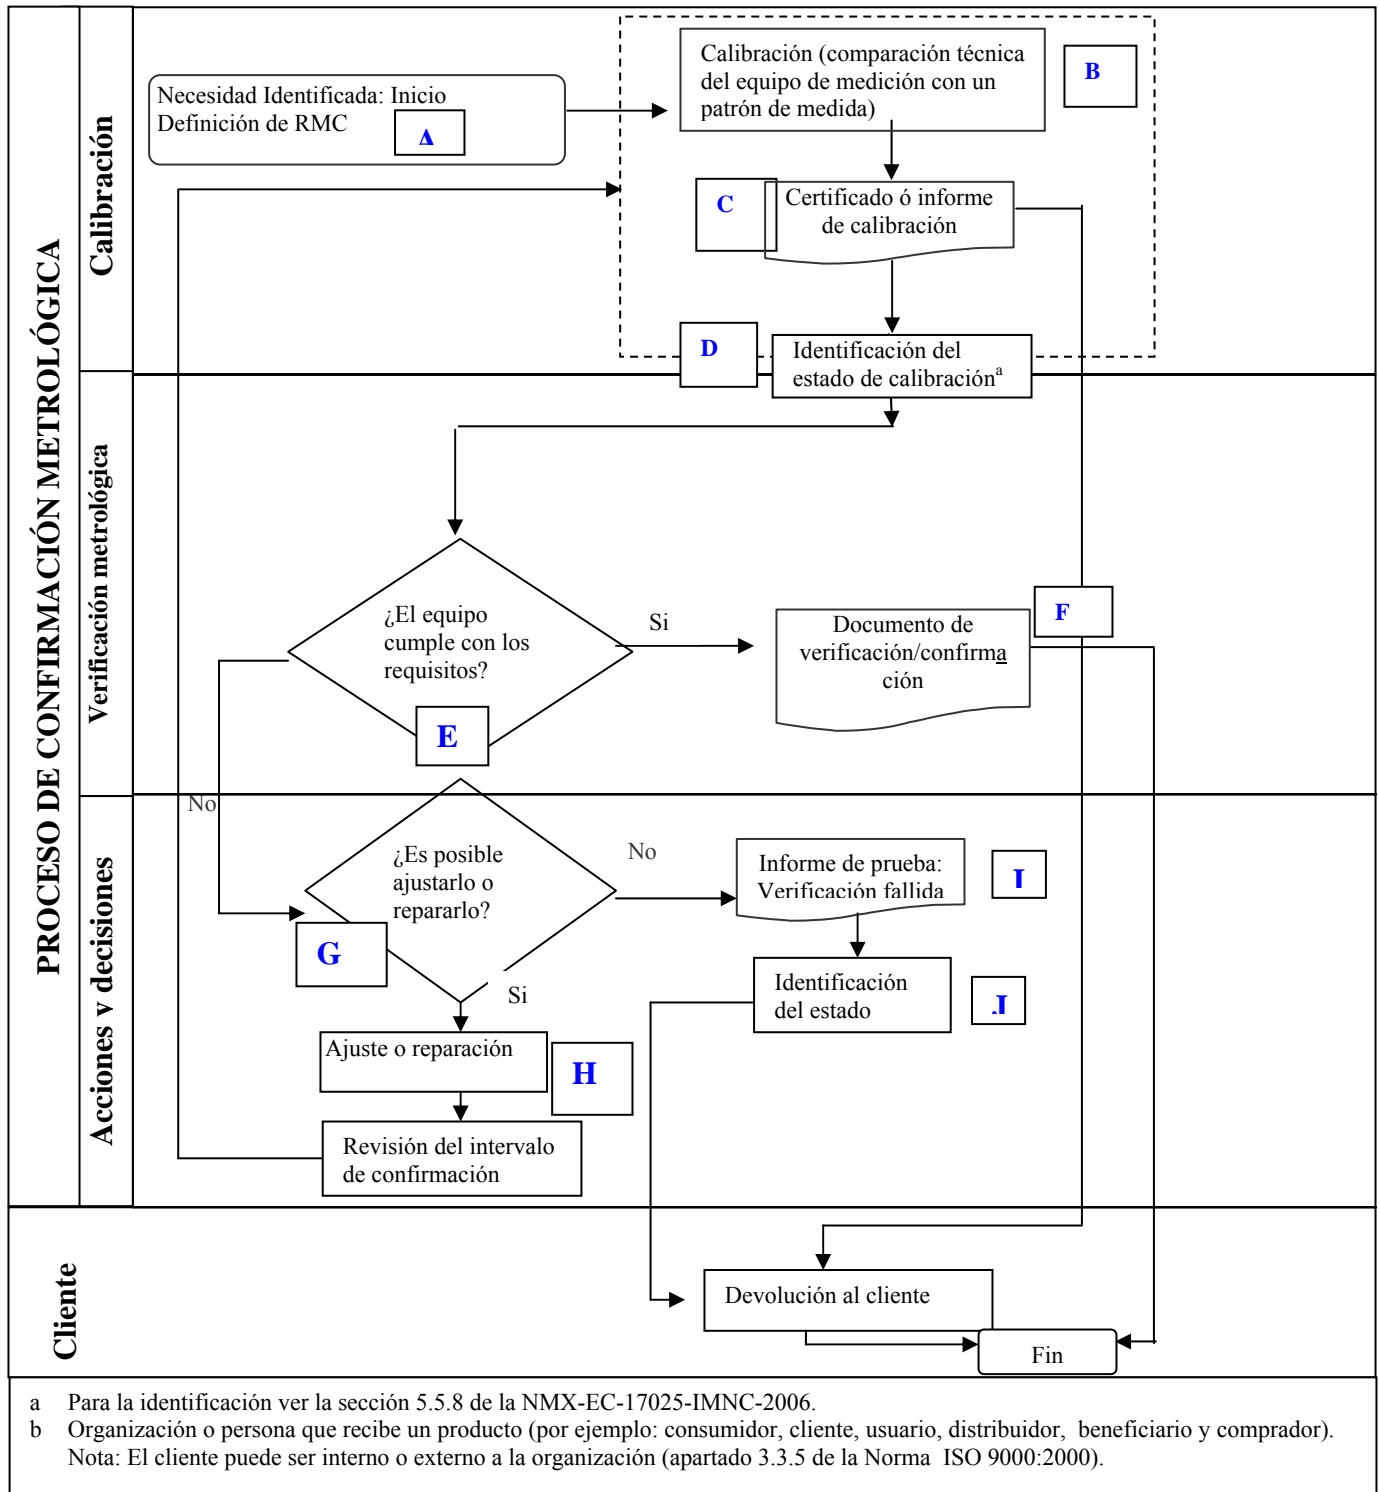 PROCESO DE CONFIRMACIÓN METROLÓGICA
Calibración
Necesidad Identificada: Inicio
Definición de RMC
A
Calibración (comparación técnica
del equipo de medición con un
patrón de medida)
B
C
Certificado ó informe
de calibración
D
Identificación del
estado de calibraciónª
Verificación metrológica
¿El equipo
cumple con los
requisitos?
E
Si
Documento de
verificación/confirma
ción
F
No
Acciones y decisiones
¿Es posible
ajustarlo o
repararlo?
G
No
Informe de prueba:
Verificación fallida
I
Si
Identificación
del estado
J
Ajuste o reparación
H
Revisión del intervalo
de confirmación
Cliente
Devolución al cliente
Fin
a Para la identificación ver la sección 5.5.8 de la NMX-EC-17025-IMNC-2006.
b Organización o persona que recibe un producto (por ejemplo: consumidor, cliente, usuario, distribuidor, beneficiario y comprador).
Nota: El cliente puede ser interno o externo a la organización (apartado 3.3.5 de la Norma ISO 9000:2000).